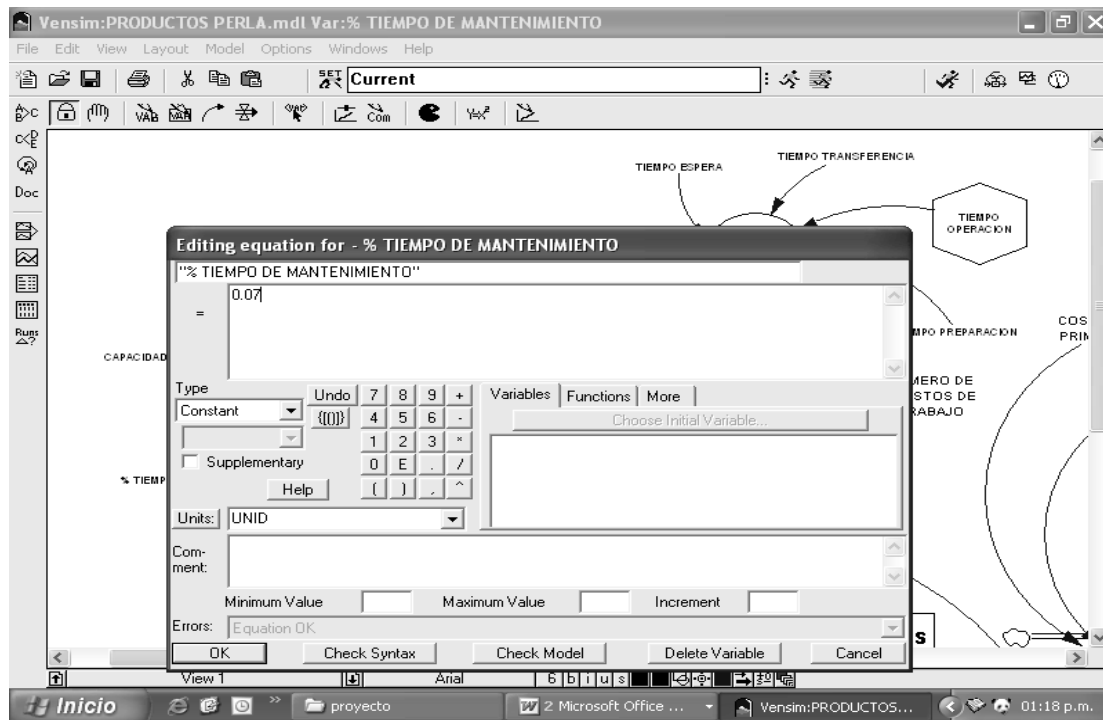 Vensim:PRODUCTOS PERLA.mdl Var:% TIEMPO DE MANTENIMIENTO
File Edit View Layout Model Options Windows Help
SET Current
VAB VAR Com
Doc
Runs
TIEMPO ESPERA
TIEMPO TRANSFERENCIA
TIEMPO
OPERACION
Editing equation for - % TIEMPO DE MANTENIMIENTO
"% TIEMPO DE MANTENIMIENTO"
= 0.07
MPO PREPARACION
COS
PRIM
CAPACIDAD
MERO DE
STOS DE
RABAJO
% TIEMP
Type
Constant
Supplementary
Help
Undo 7 8 9 +
{[()]} 4 5 6 -
1 2 3 *
0 E . /
( ) , ^
Variables Functions More
Choose Initial Variable...
Units: UNID
Com-
ment:
Minimum Value Maximum Value Increment
Errors: Equation OK
OK Check Syntax Check Model Delete Variable Cancel
S
View 1 Arial 6 b i u s
Inicio » proyecto 2 Microsoft Office ... Vensim:PRODUCTOS... 01:18 p.m.